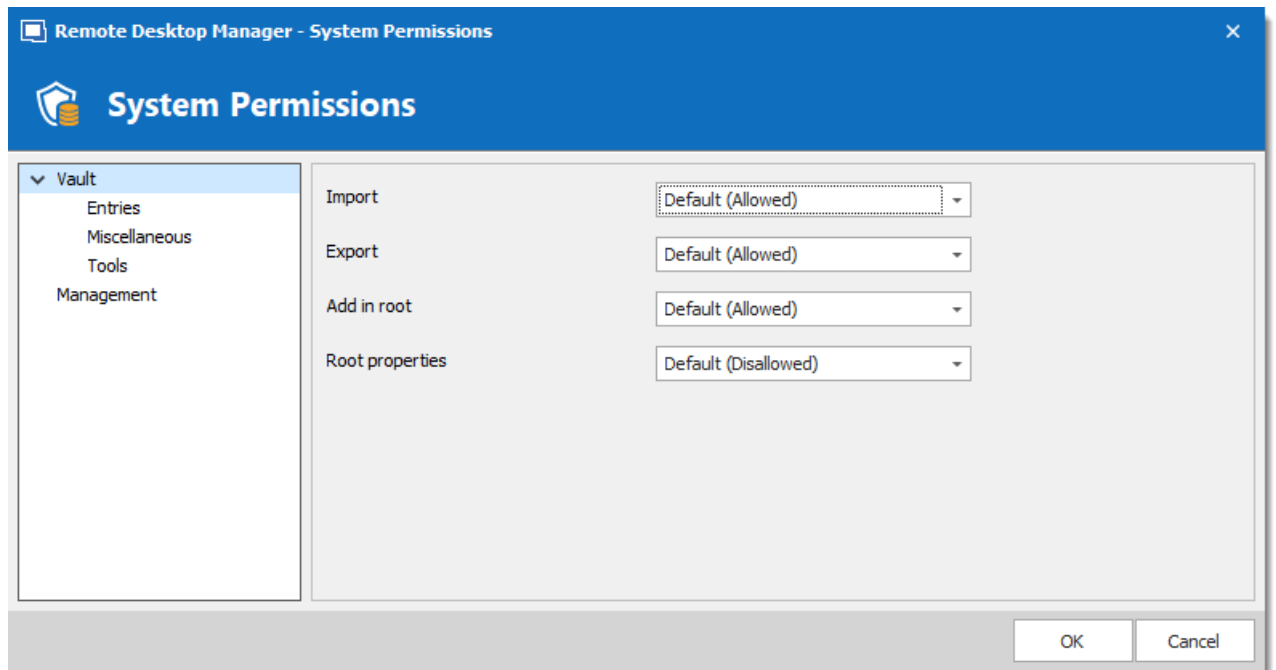 Remote Desktop Manager - System Permissions
System Permissions
Vault
Entries
Miscellaneous
Tools
Management
Import Default (Allowed)
Export Default (Allowed)
Add in root Default (Allowed)
Root properties Default (Disallowed)
OK Cancel